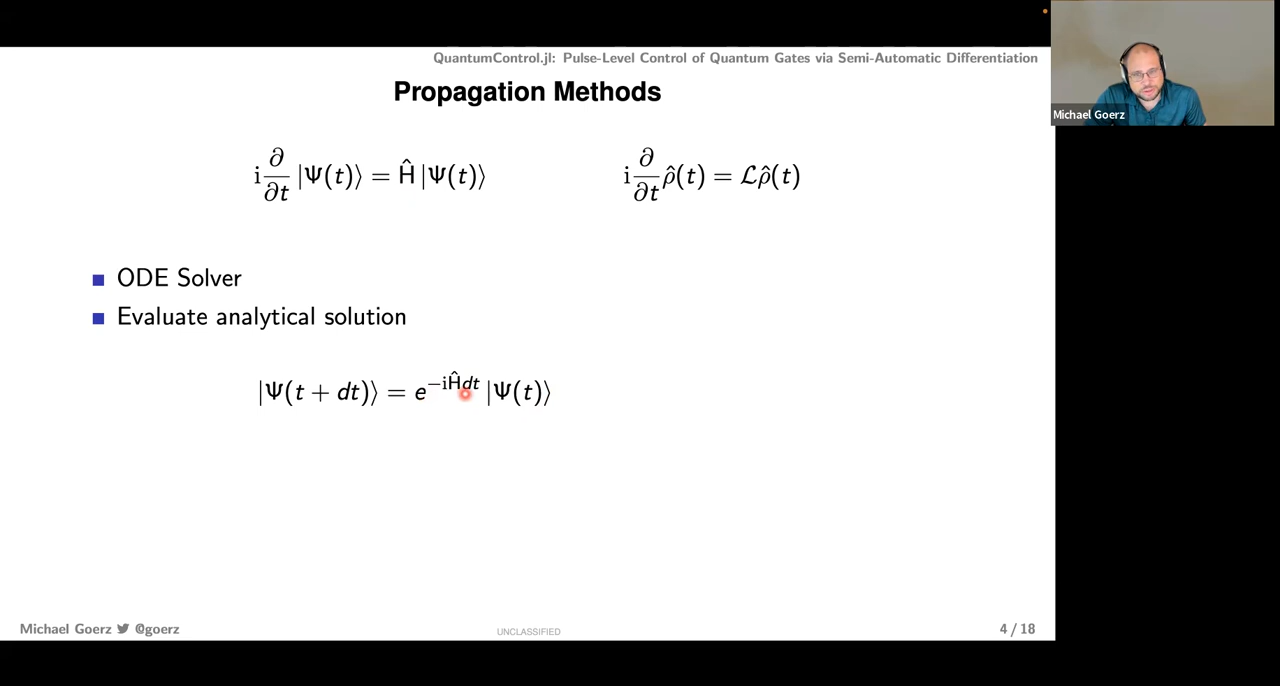 QuantumControl.jl: Pulse-Level Control of Quantum Gates via Semi-Automatic Differentiation
Propagation Methods
i ∂/∂t |Ψ(t)⟩ = Ĥ |Ψ(t)⟩
i ∂/∂t ρ̂(t) = ℒρ̂(t)
ODE Solver
Evaluate analytical solution
|Ψ(t + dt)⟩ = e^{−iĤdt} |Ψ(t)⟩
Michael Goerz @goerz
UNCLASSIFIED
4 / 18
Michael Goerz